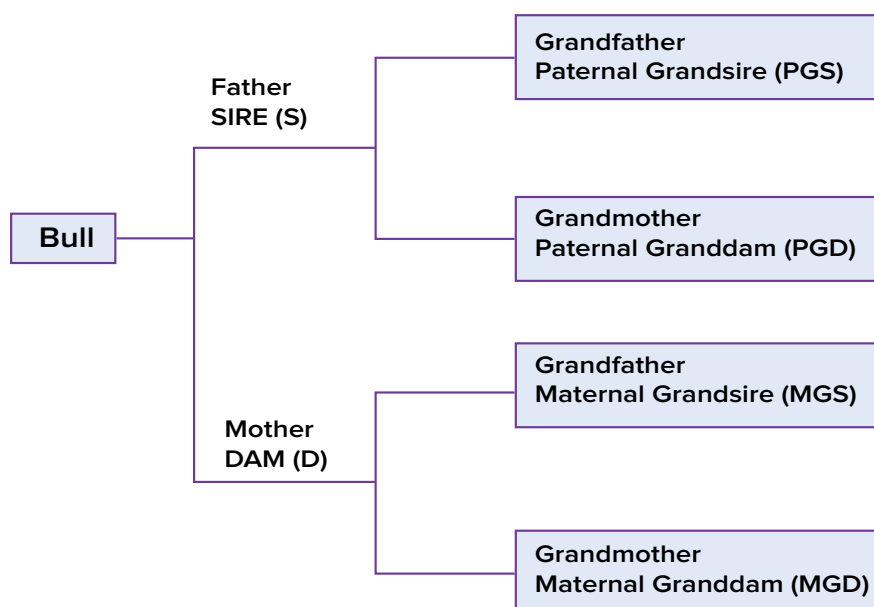 Grandfather
Paternal Grandsire (PGS)
Father
SIRE (S)
Grandmother
Paternal Granddam (PGD)
Bull
Grandfather
Maternal Grandsire (MGS)
Mother
DAM (D)
Grandmother
Maternal Granddam (MGD)